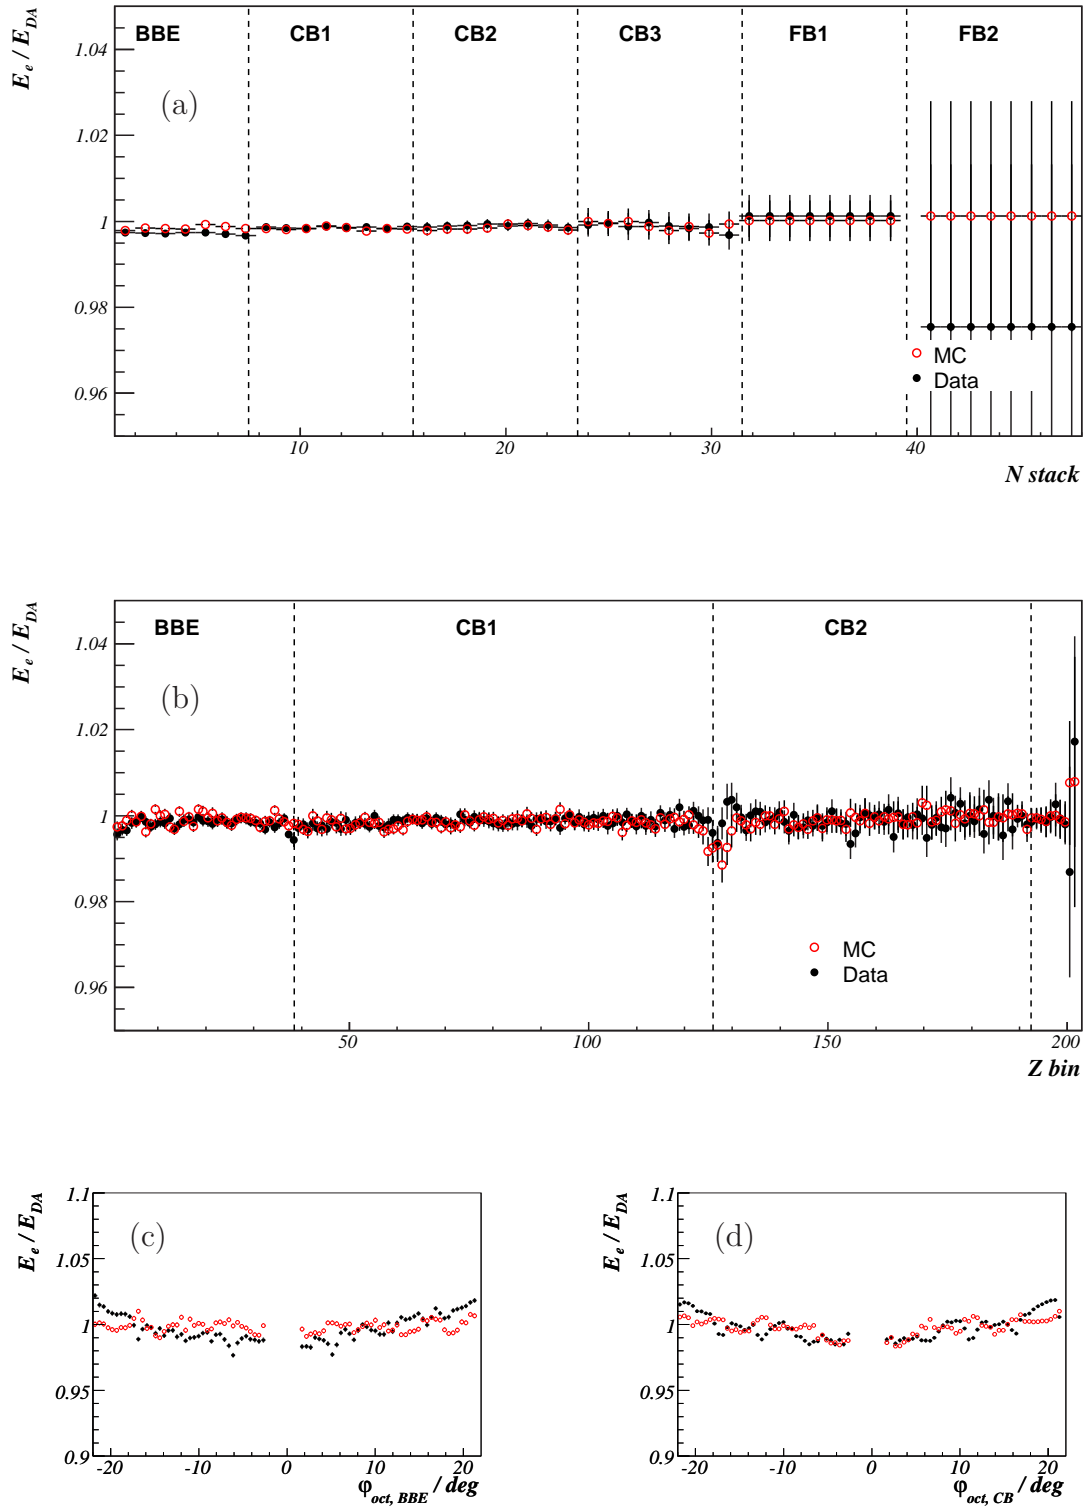 E_e / E_DA
1.04
1.02
1
0.98
0.96
BBE CB1 CB2 CB3 FB1 FB2
(a)
MC
Data
10 20 30 40
N stack
E_e / E_DA
1.04
1.02
1
0.98
0.96
BBE CB1 CB2
(b)
MC
Data
50 100 150 200
Z bin
E_e / E_DA
1.1
1.05
1
0.95
0.9
(c)
-20 -10 0 10 20
φ_oct, BBE / deg
E_e / E_DA
1.1
1.05
1
0.95
0.9
(d)
-20 -10 0 10 20
φ_oct, CB / deg